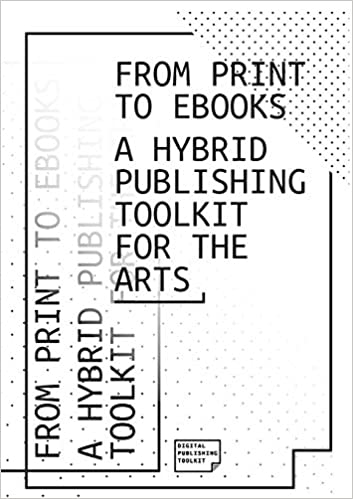 FROM PRINT
TO EBOOKS
A HYBRID
PUBLISHING
TOOLKIT
FOR THE
ARTS
FROM PRINT TO EBOOKS
A HYBRID PUBLISHING
TOOLKIT FOR
DIGITAL
PUBLISHING
TOOLKIT